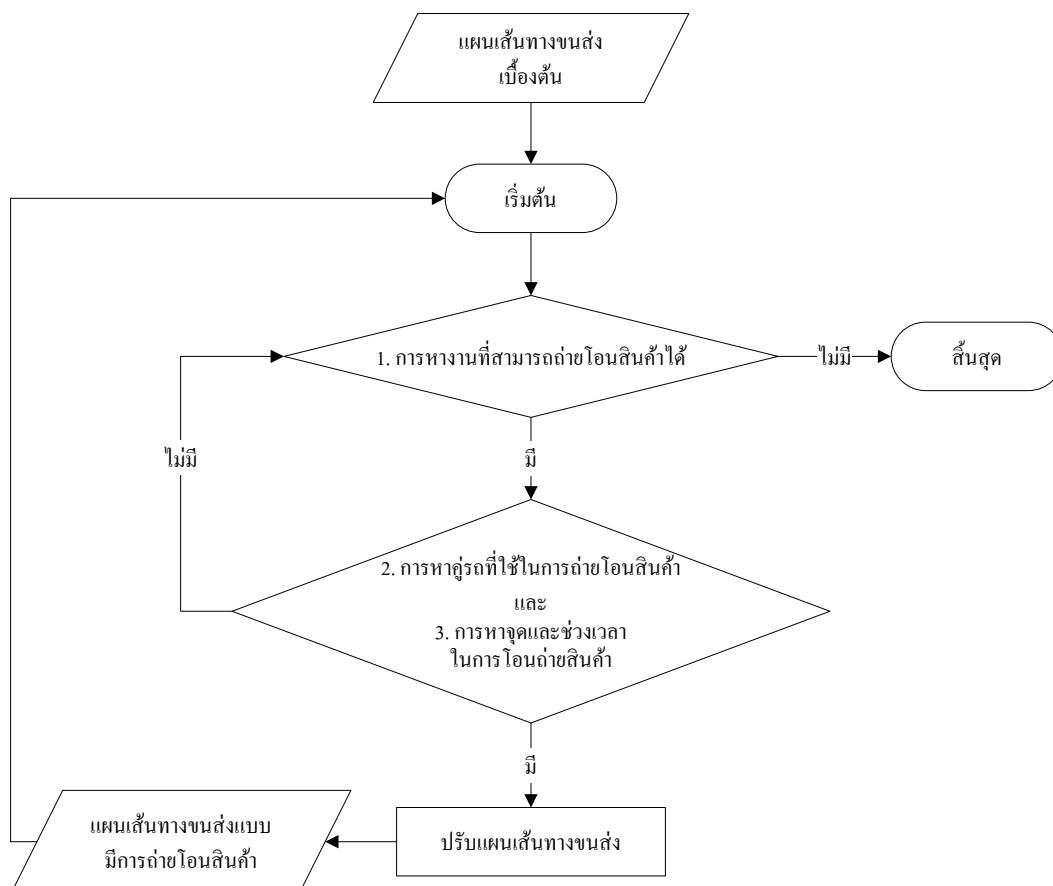 แผนเส้นทางขนส่ง
เบื้องต้น
เริ่มต้น
1. การหางานที่สามารถถ่ายโอนสินค้าได้
ไม่มี
สิ้นสุด
มี
ไม่มี
2. การหาคู่รถที่ใช้ในการถ่ายโอนสินค้า
และ
3. การหาจุดและช่วงเวลา
ในการโอนถ่ายสินค้า
มี
ปรับแผนเส้นทางขนส่ง
แผนเส้นทางขนส่งแบบ
มีการถ่ายโอนสินค้า